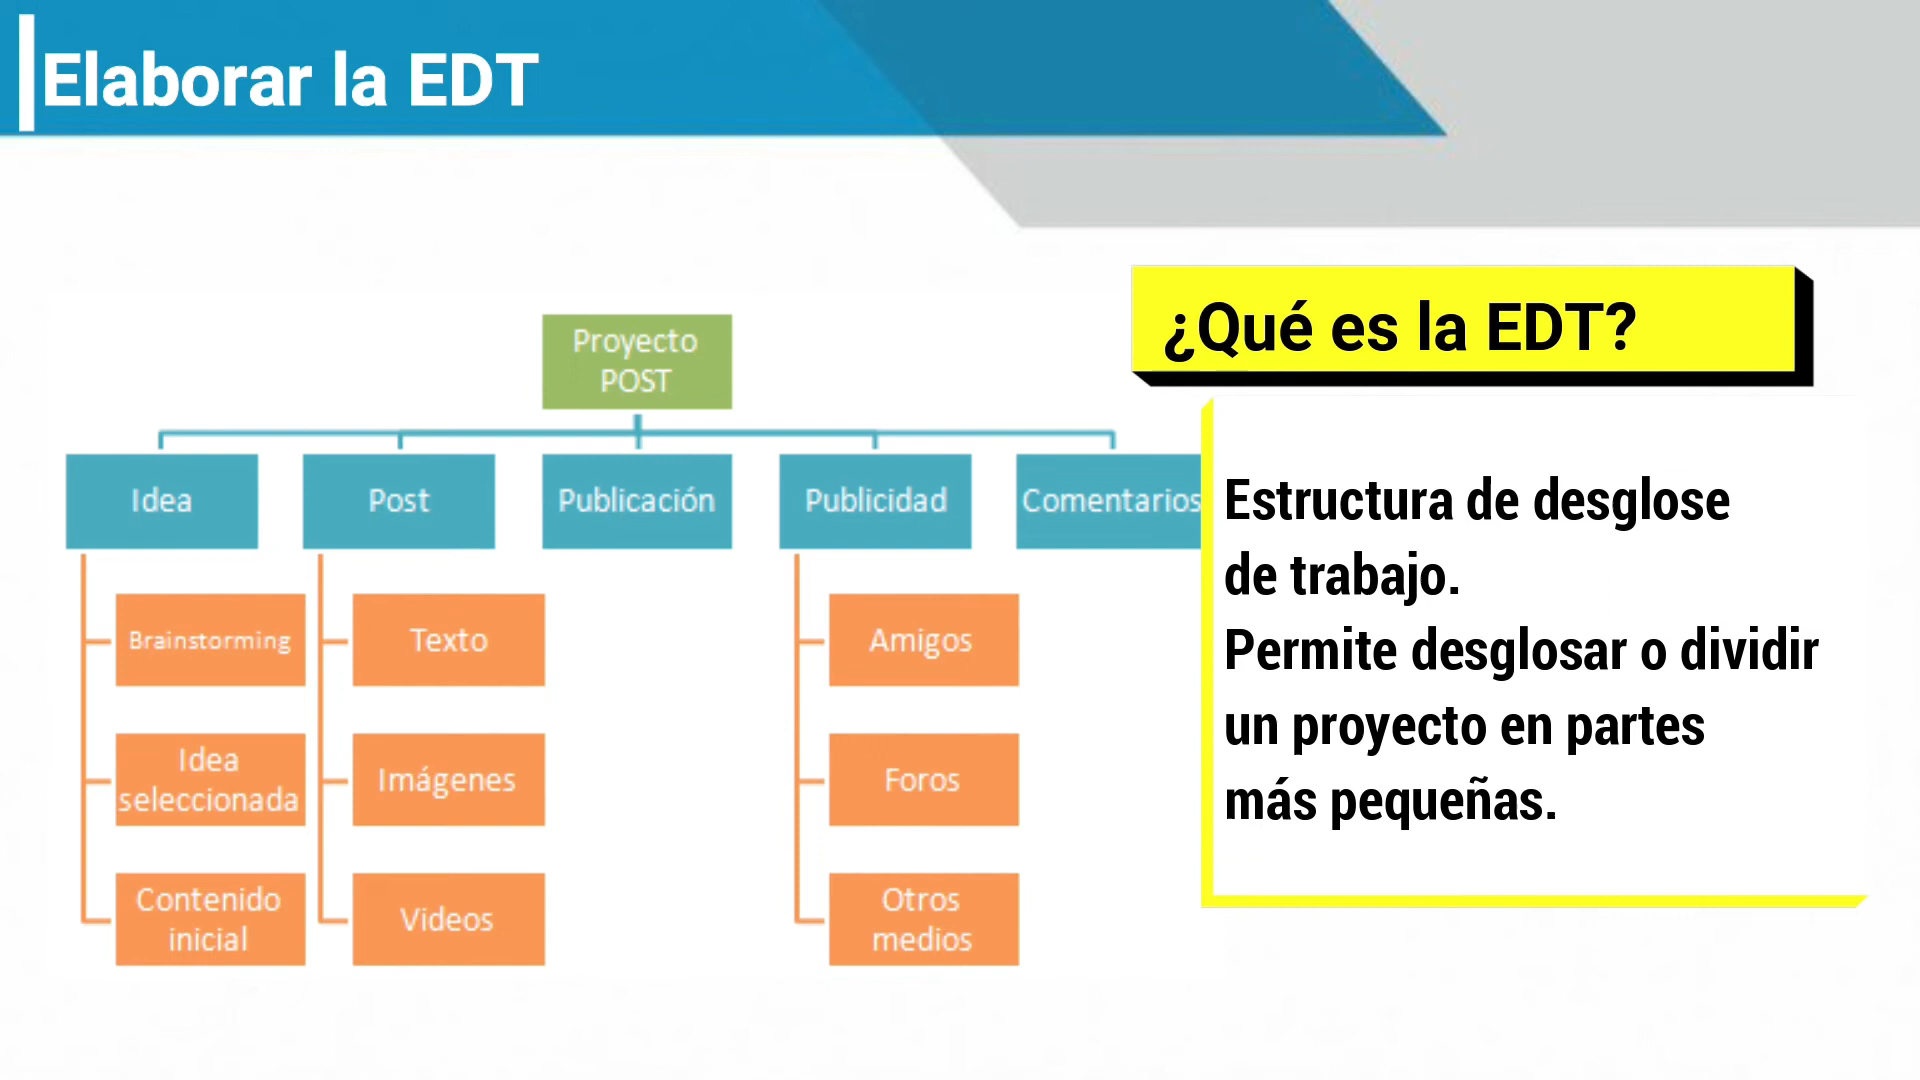 Elaborar la EDT
¿Qué es la EDT?
Proyecto
POST
Idea
Post
Publicación
Publicidad
Comentarios
Brainstorming
Idea
seleccionada
Contenido
inicial
Texto
Imágenes
Videos
Amigos
Foros
Otros
medios
Estructura de desglose
de trabajo.
Permite desglosar o dividir
un proyecto en partes
más pequeñas.